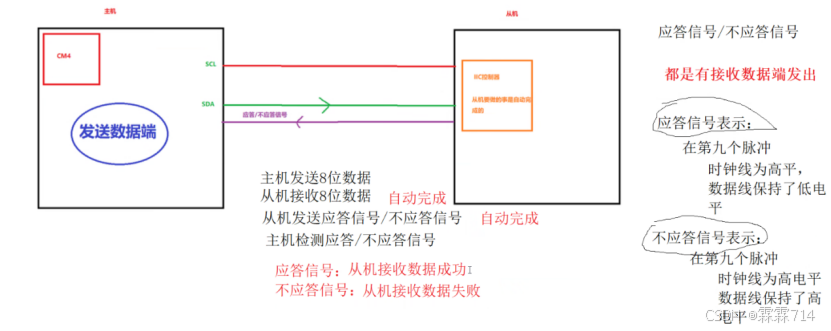 主机
从机
CM4
SCL
SDA
应答/不应答信号
发送数据端
IIC控制器
从机要做的事是自动完
成的
主机发送8位数据
从机接收8位数据 自动完成
从机发送应答信号/不应答信号 自动完成
主机检测应答/不应答信号
应答信号：从机接收数据成功
不应答信号：从机接收数据失败
应答信号/不应答信号
都是有接收数据端发出
应答信号表示：
在第九个脉冲
时钟线为高平，
数据线保持了低电
平
不应答信号表示：
在第九个脉冲
时钟线为高电平
数据线保持了高
电平
CSDN @霖霖714